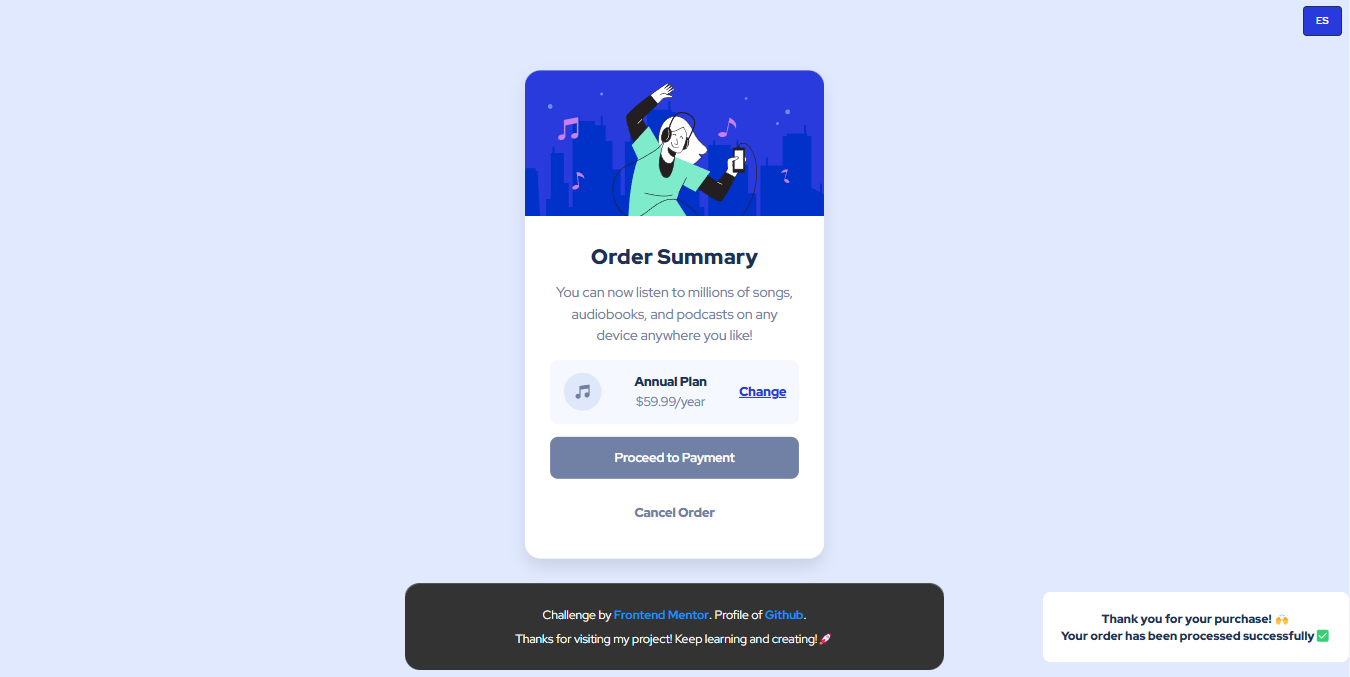 ES
Order Summary
You can now listen to millions of songs,
audiobooks, and podcasts on any
device anywhere you like!
Annual Plan
$59.99/year
Change
Proceed to Payment
Cancel Order
Challenge by Frontend Mentor. Profile of Github.
Thanks for visiting my project! Keep learning and creating!🚀
Thank you for your purchase! 🙌
Your order has been processed successfully ✅